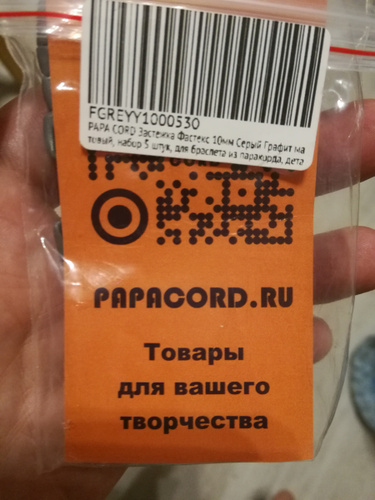 FGREYY1000530
PAPA CORD Застежка Фастекс 10мм Серый Графит ма
товый, набор 5 штук, для браслета из паракорда, дета
PAPACORD.RU
Товары
для вашего
творчества